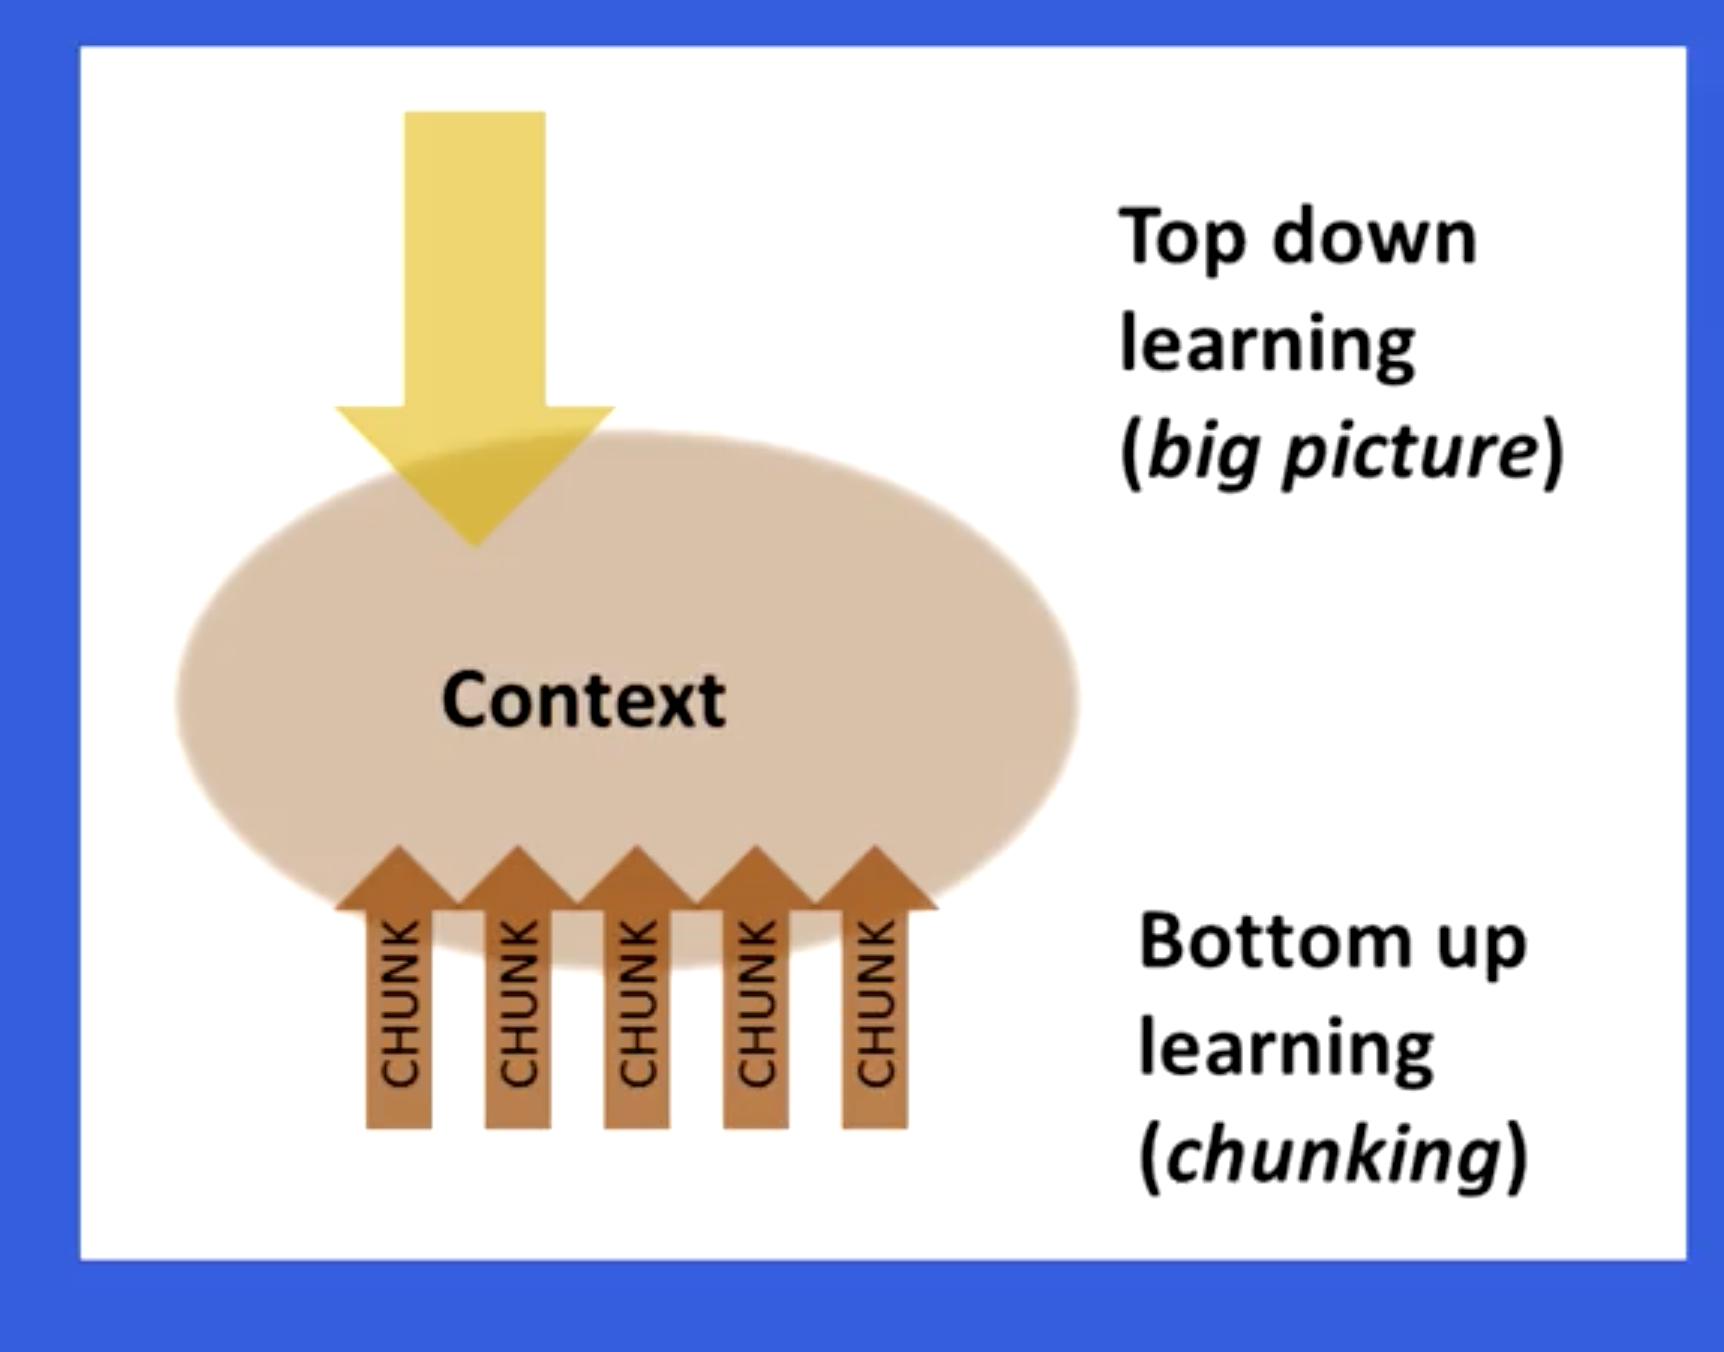 Top down
learning
(big picture)
Context
CHUNK
CHUNK
CHUNK
CHUNK
CHUNK
Bottom up
learning
(chunking)